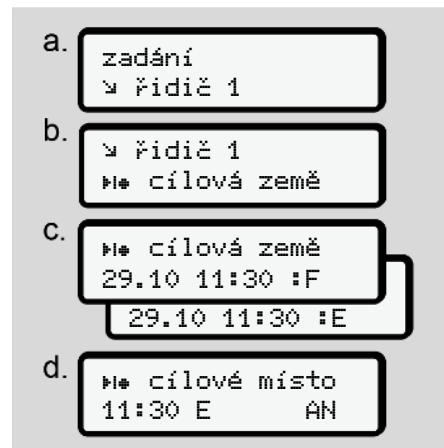 a.
zadání
↘ řidič 1
b.
↘ řidič 1
▶I● cílová země
c.
▶I● cílová země
29.10 11:30 :F
29.10 11:30 :E
d.
▶I● cílové místo
11:30 E AN